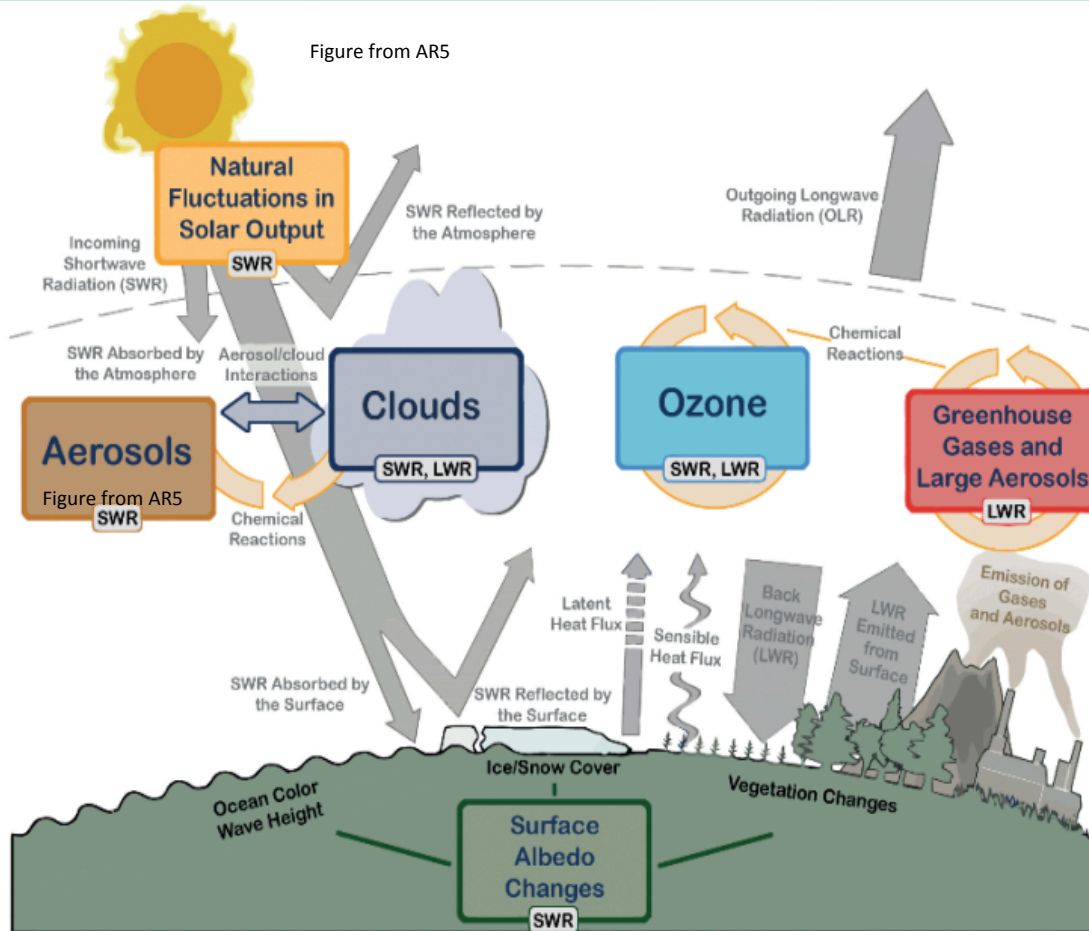 Figure from AR5
Natural
Fluctuations in
Solar Output
SWR
Incoming
Shortwave
Radiation (SWR)
SWR Reflected by
the Atmosphere
Outgoing Longwave
Radiation (OLR)
SWR Absorbed by
the Atmosphere
Aerosol/cloud
Interactions
Chemical
Reactions
Aerosols
Figure from AR5
SWR
Clouds
SWR, LWR
Ozone
SWR, LWR
Greenhouse
Gases and
Large Aerosols
LWR
Chemical
Reactions
Latent
Heat Flux
Sensible
Heat Flux
Back
Longwave
Radiation
(LWR)
LWR
Emitted
from
Surface
Emission of
Gases
and Aerosols
SWR Absorbed by
the Surface
SWR Reflected by
the Surface
Ice/Snow Cover
Ocean Color
Wave Height
Vegetation Changes
Surface
Albedo
Changes
SWR